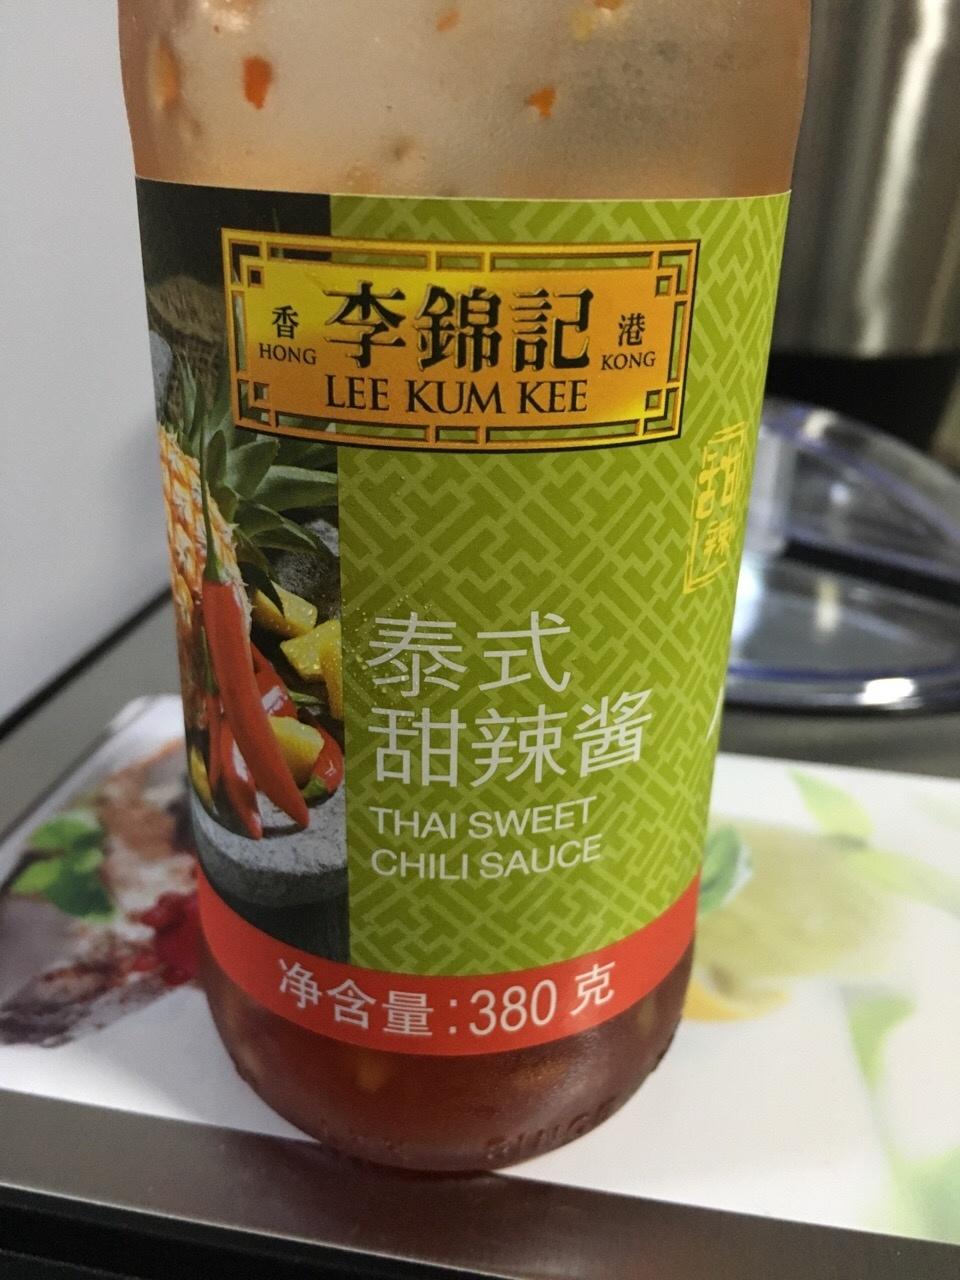 香 李錦記 港
HONG LEE KUM KEE KONG
甜辣
泰式
甜辣酱
THAI SWEET
CHILI SAUCE
净含量:380克